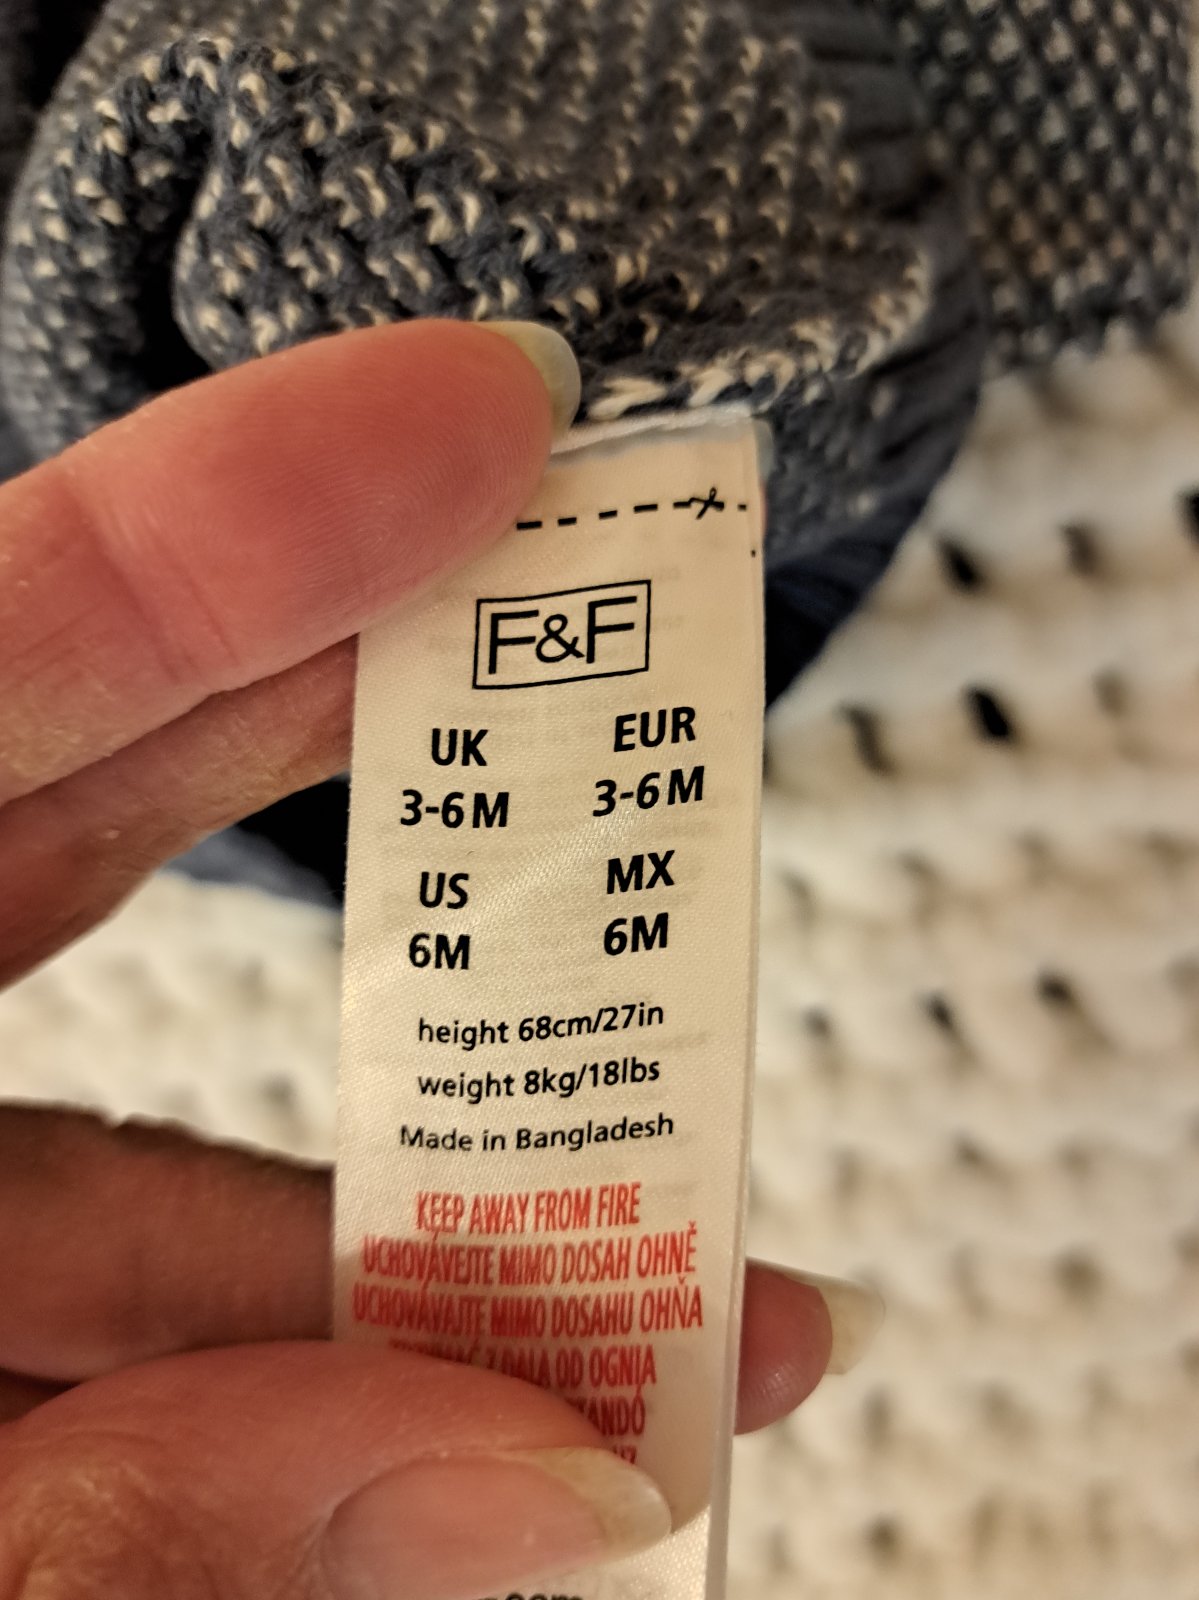 F&F
UK EUR
3-6M 3-6M
US MX
6M 6M
height 68cm/27in
weight 8kg/18lbs
Made in Bangladesh
KEEP AWAY FROM FIRE
UCHOVÁVEJTE MIMO DOSAH OHNĚ
UCHOVÁVAJTE MIMO DOSAHU OHŇA
OD OGNIA